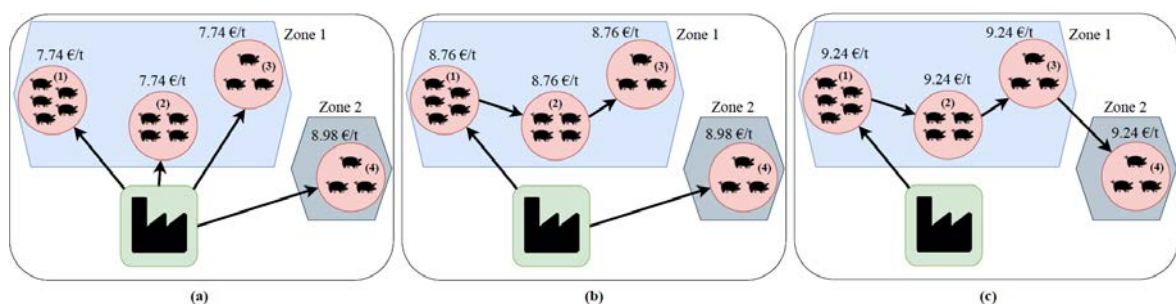 7.74 €/t
Zone 1
7.74 €/t
(3)
(1)
7.74 €/t
(2)
Zone 2
8.98 €/t
(4)
(a)
8.76 €/t
Zone 1
8.76 €/t
(3)
(1)
8.76 €/t
(2)
Zone 2
8.98 €/t
(4)
(b)
9.24 €/t
Zone 1
9.24 €/t
(3)
(1)
9.24 €/t
(2)
Zone 2
9.24 €/t
(4)
(c)